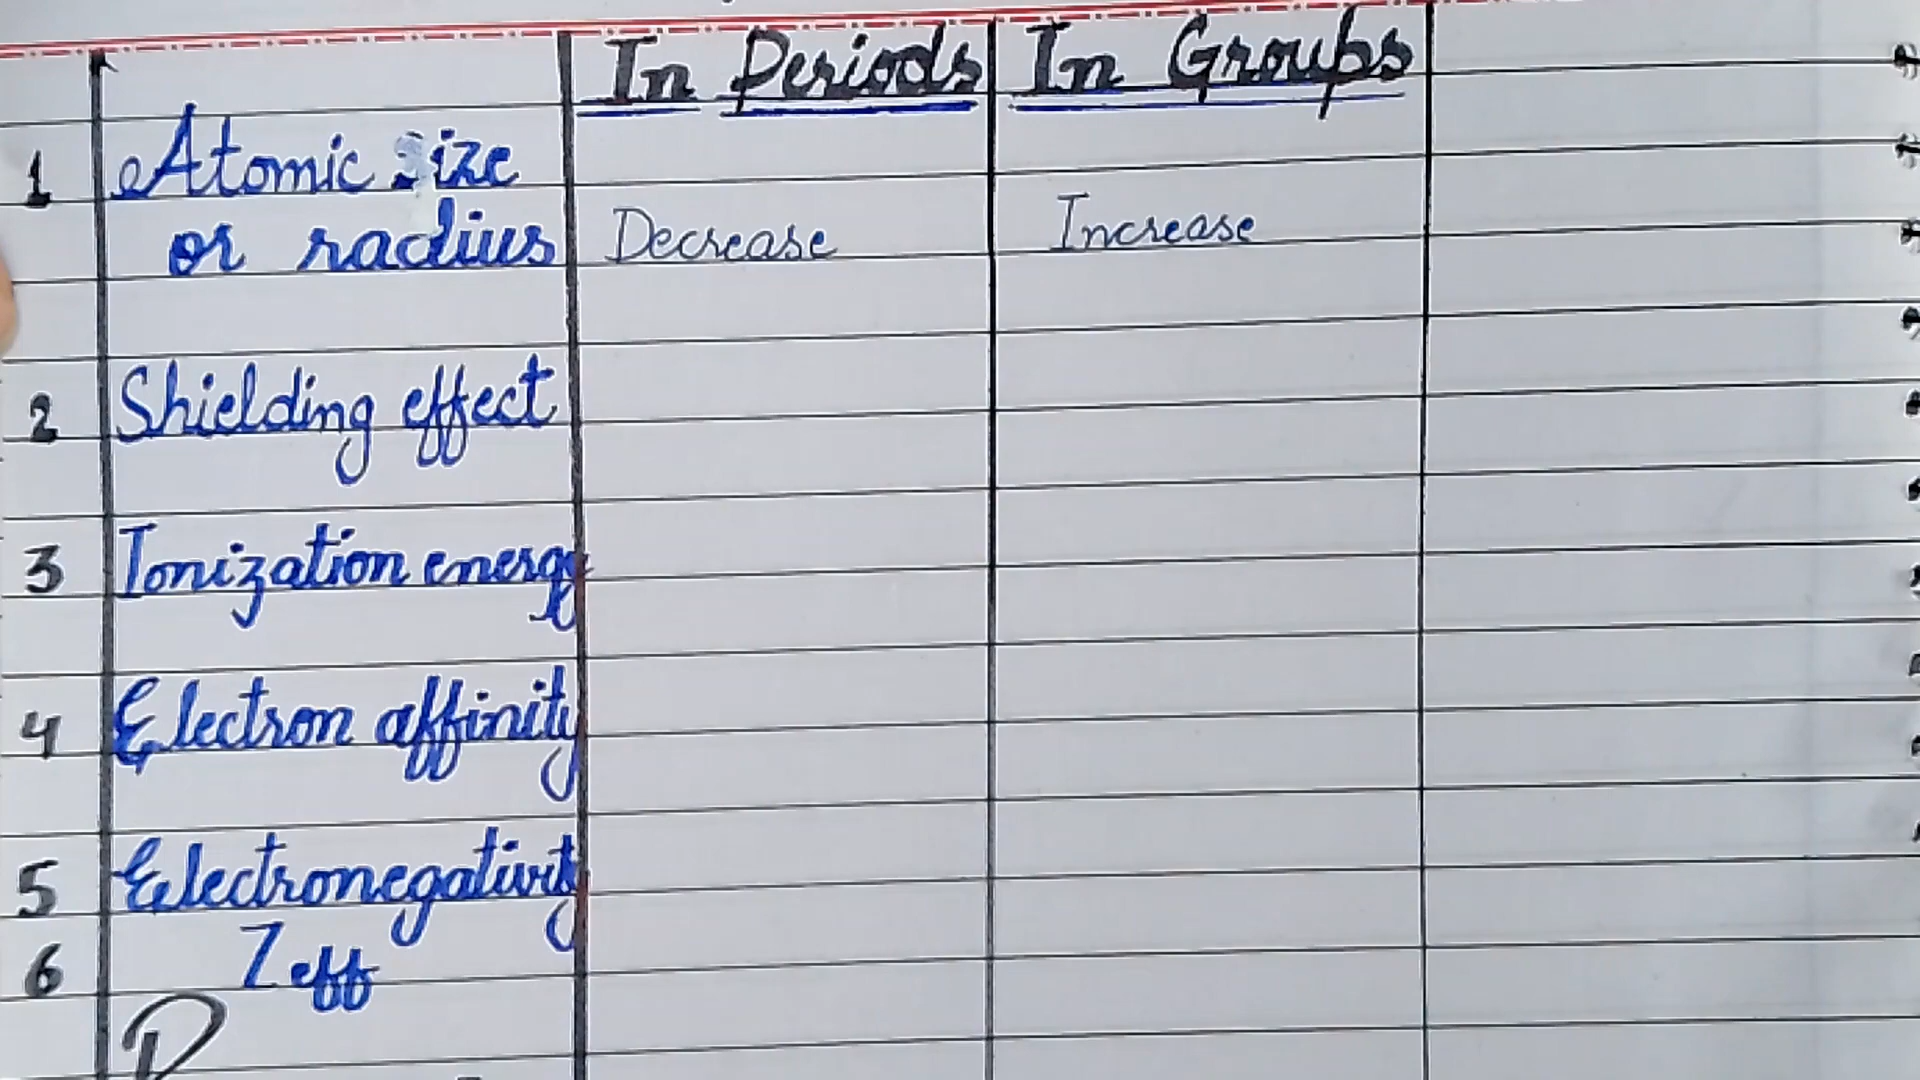 In Periods In Groups
1 Atomic size
or radius Decrease Increase
2 Shielding effect
3 Ionization energy
4 Electron affinity
5 Electronegativity
6 Zeff